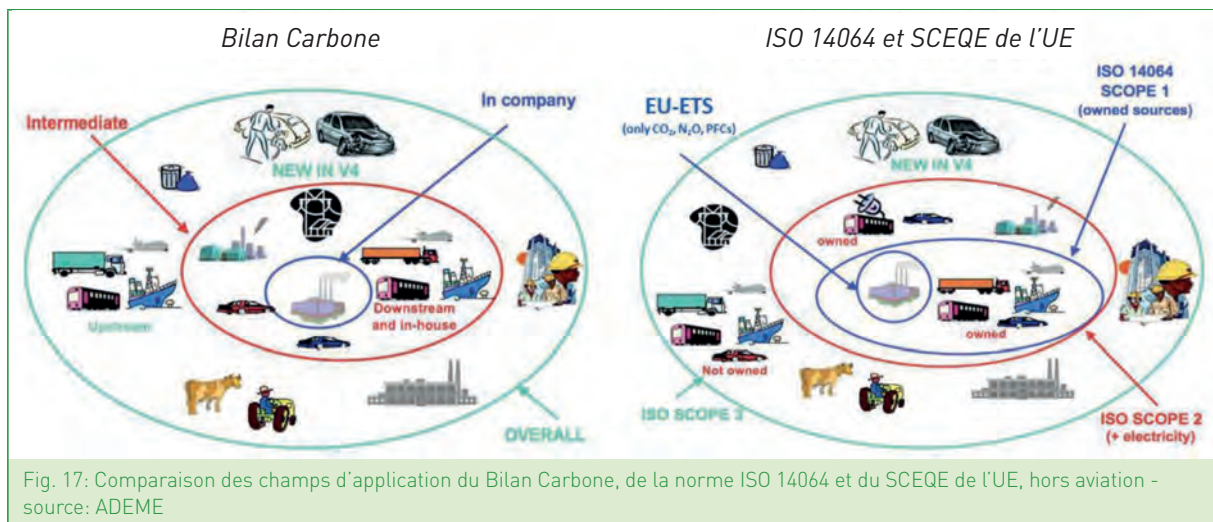 Bilan Carbone
ISO 14064 et SCEQE de l'UE
Intermediate
In company
NEW IN V4
Upstream
Downstream
and in-house
OVERALL
EU-ETS
(only CO₂, N₂O, PFCs)
ISO 14064
SCOPE 1
(owned sources)
NEW IN V4
owned
owned
Not owned
ISO SCOPE 3
ISO SCOPE 2
(+ electricity)
Fig. 17: Comparaison des champs d'application du Bilan Carbone, de la norme ISO 14064 et du SCEQE de l'UE, hors aviation -
source: ADEME